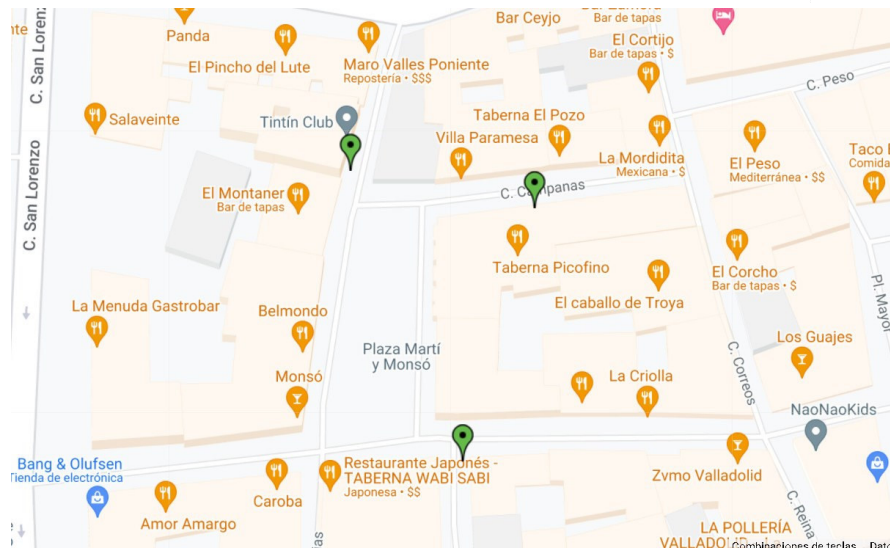 Bar Ceyjo
Bar Zamora
Bar de tapas
Panda
El Pincho del Lute
Maro Valles Poniente
Repostería • $$$
El Cortijo
Bar de tapas • $
C. San Lorenzo
C. Peso
Salaveinte
Tintín Club
Taberna El Pozo
Villa Paramesa
La Mordidita
Mexicana • $
El Peso
Mediterránea • $$
Taco
Comida
C. San Lorenzo
El Montaner
Bar de tapas
C. Campanas
Taberna Picofino
El caballo de Troya
El Corcho
Bar de tapas • $
Pl. Mayor
La Menuda Gastrobar
Belmondo
Plaza Martí
y Monsó
Los Guajes
C. Correos
Monsó
La Criolla
NaoNaoKids
Bang & Olufsen
Tienda de electrónica
Restaurante Japonés -
TABERNA WABI SABI
Japonesa • $$
Zvmo Valladolid
Caroba
Amor Amargo
C. Reina
LA POLLERÍA
Combinaciones de teclas